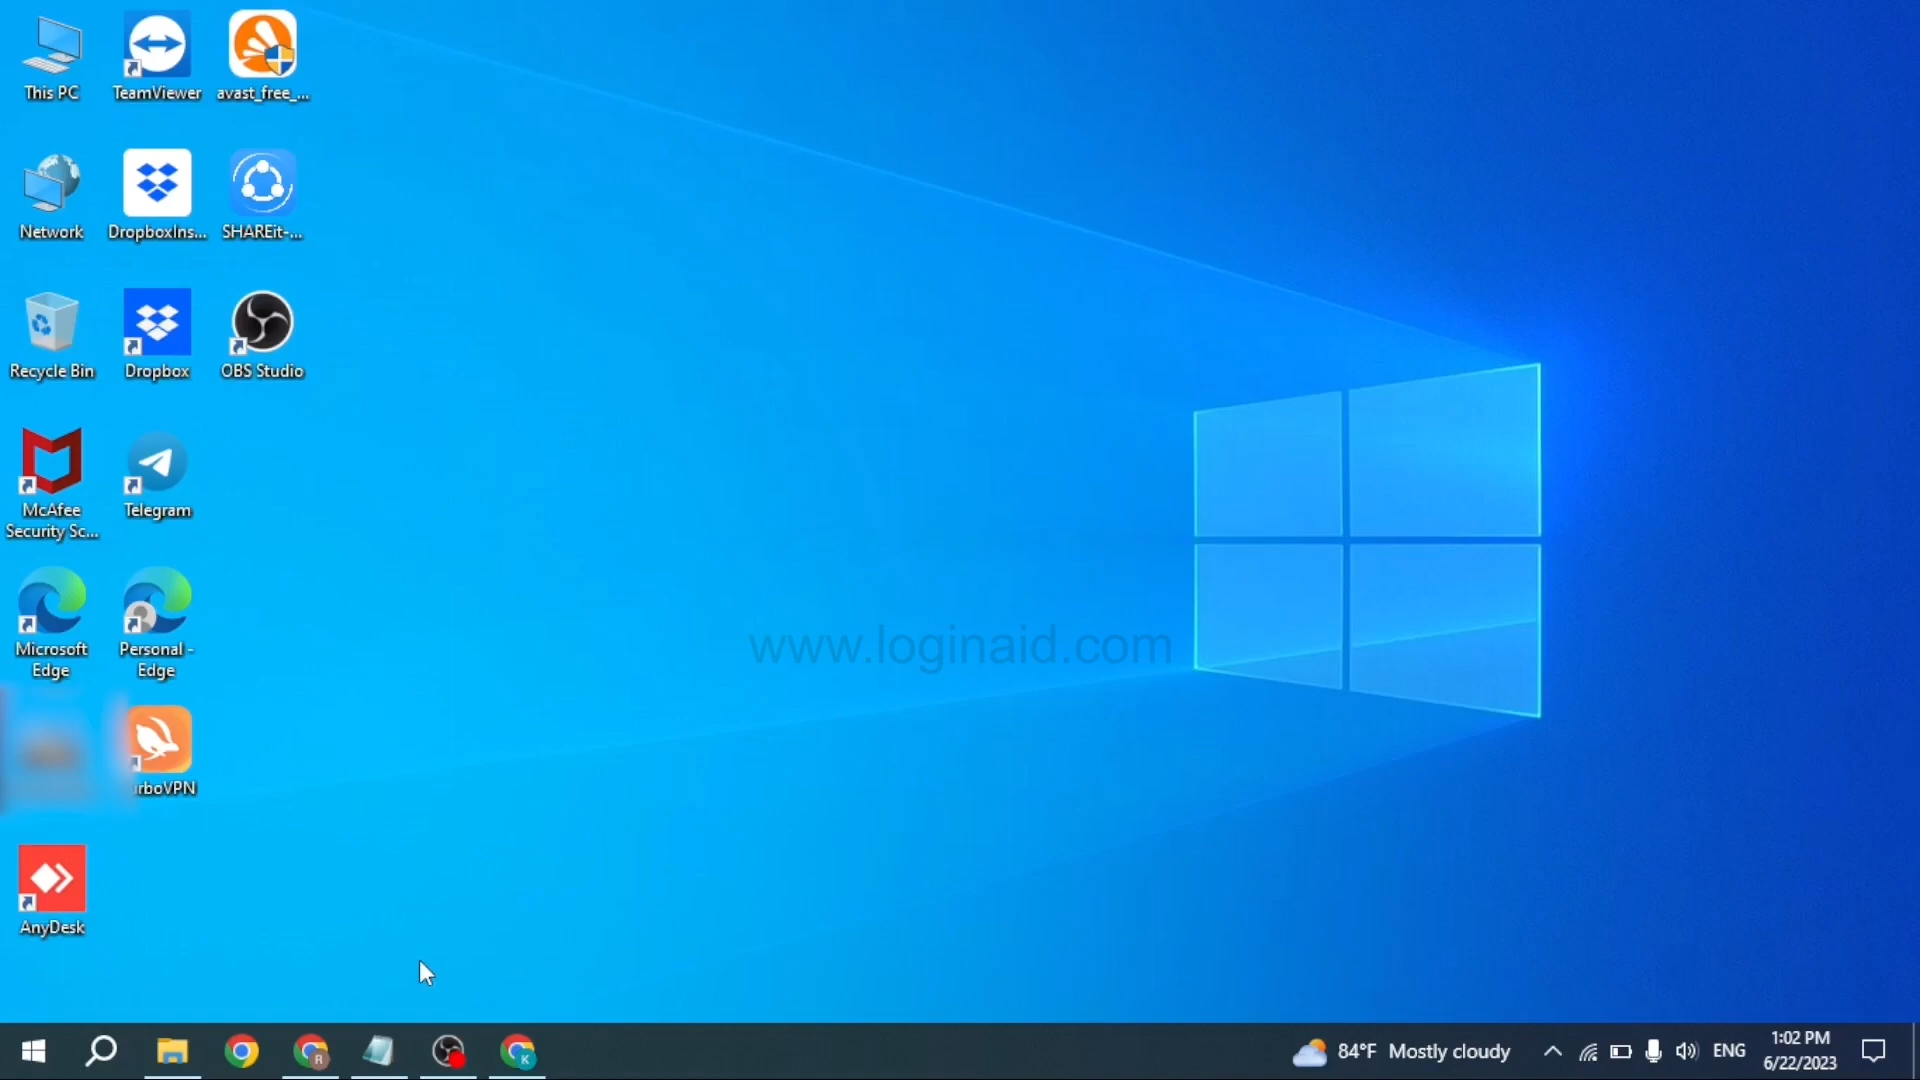 This PC
TeamViewer
avast_free_...
Network
DropboxIns...
SHAREit-...
Recycle Bin
Dropbox
OBS Studio
McAfee
Security Sc...
Telegram
Microsoft
Edge
Personal -
Edge
www.loginaid.com
urboVPN
AnyDesk
R
K
84°F Mostly cloudy
ENG
1:02 PM
6/22/2023